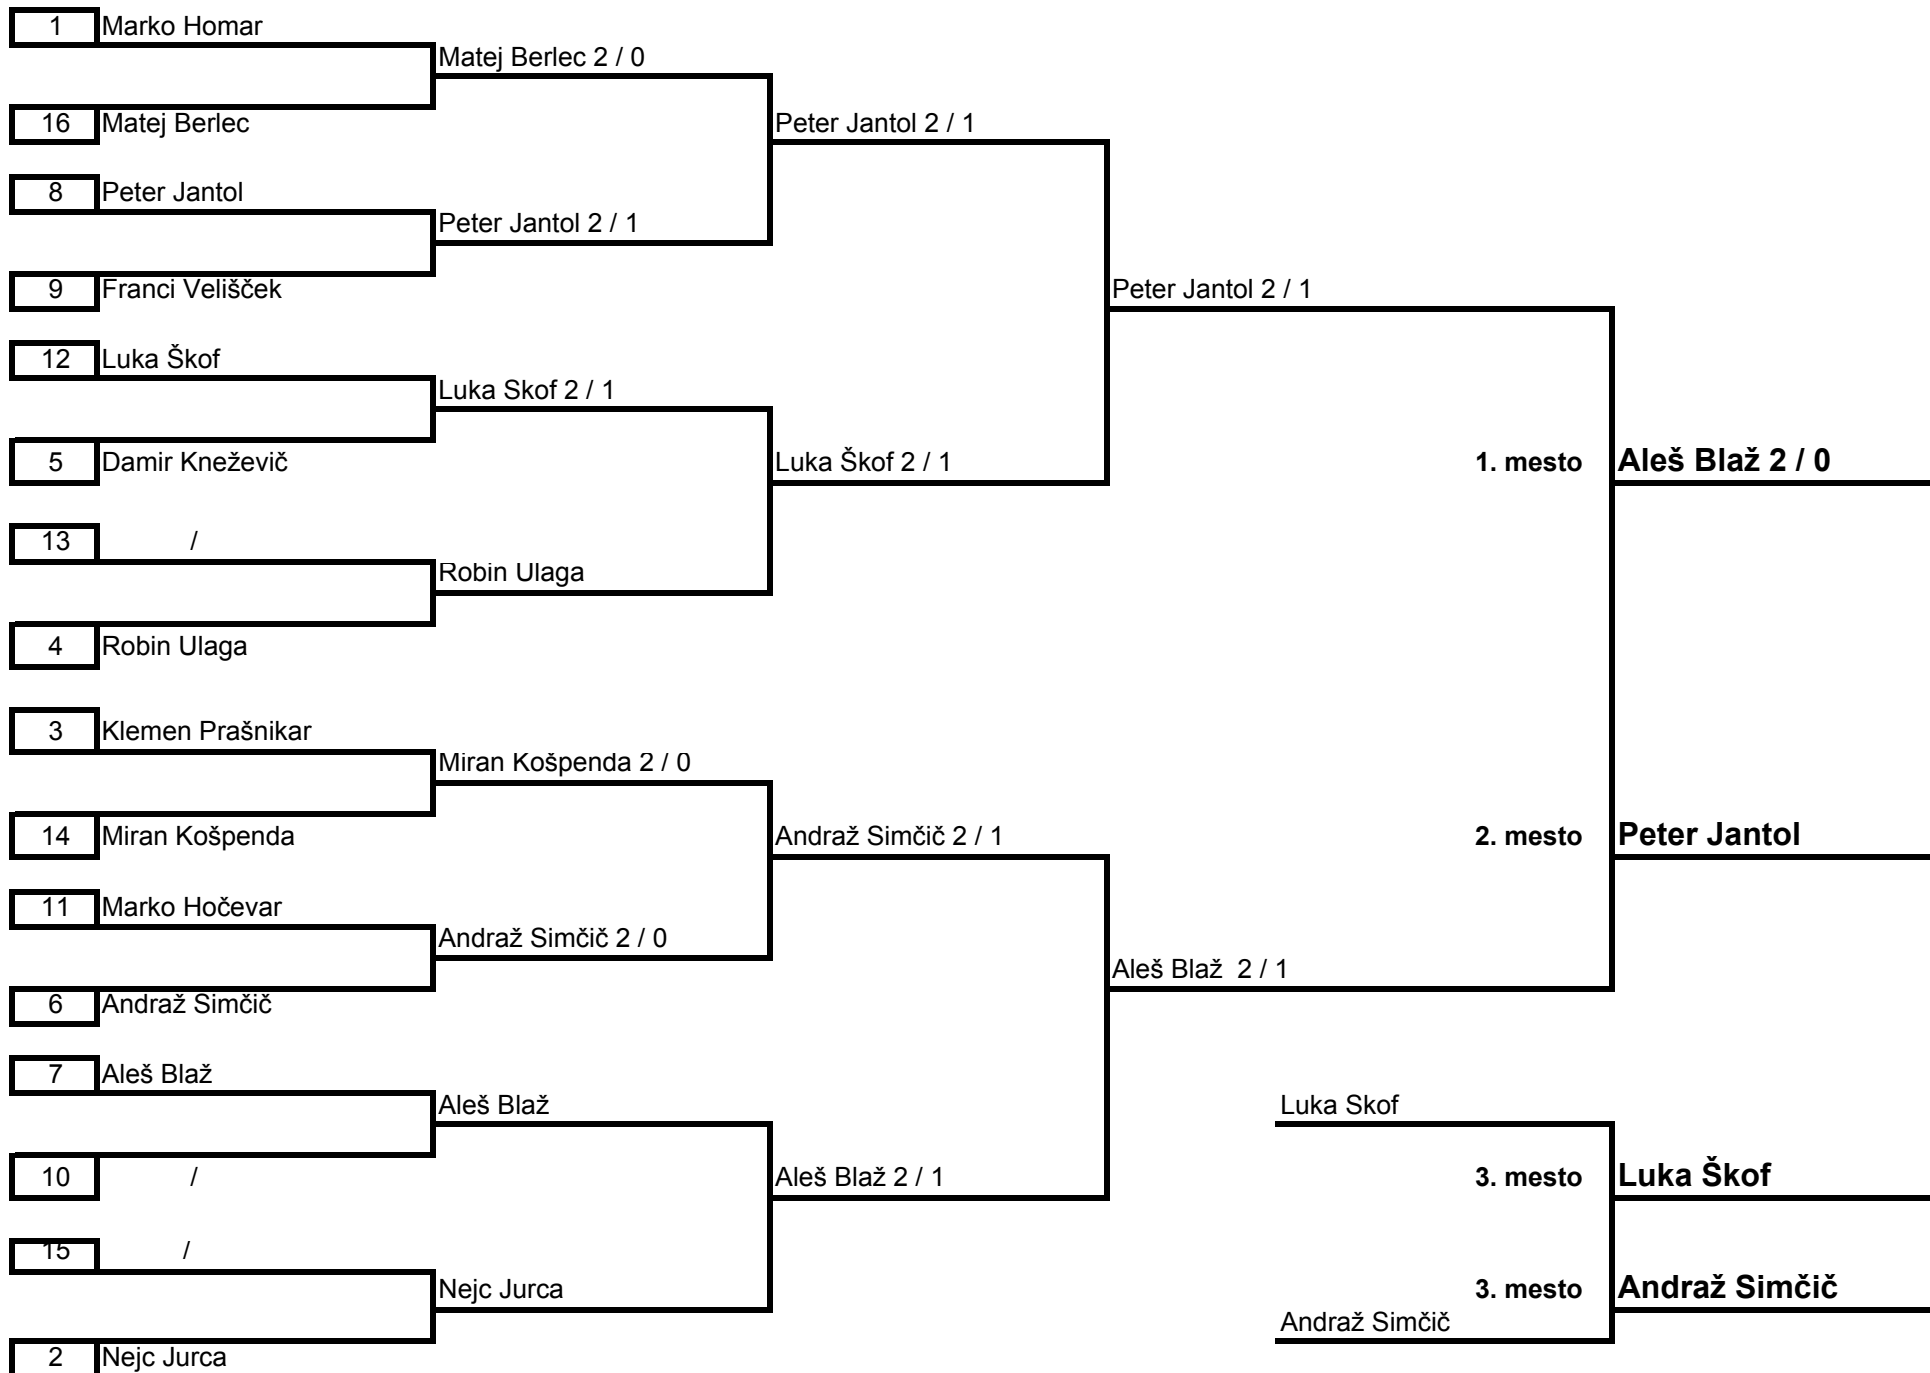 1 Marko Homar
Matej Berlec 2 / 0
16 Matej Berlec
Peter Jantol 2 / 1
8 Peter Jantol
Peter Jantol 2 / 1
9 Franci Velišček
Peter Jantol 2 / 1
12 Luka Škof
Luka Skof 2 / 1
5 Damir Kneževič
Luka Škof 2 / 1
1. mesto Aleš Blaž 2 / 0
13 /
Robin Ulaga
4 Robin Ulaga
3 Klemen Prašnikar
Miran Košpenda 2 / 0
14 Miran Košpenda
Andraž Simčič 2 / 1
2. mesto Peter Jantol
11 Marko Hočevar
Andraž Simčič 2 / 0
Aleš Blaž 2 / 1
6 Andraž Simčič
7 Aleš Blaž
Aleš Blaž
Luka Skof
10 /
Aleš Blaž 2 / 1
3. mesto Luka Škof
15 /
Nejc Jurca
3. mesto Andraž Simčič
Andraž Simčič
2 Nejc Jurca